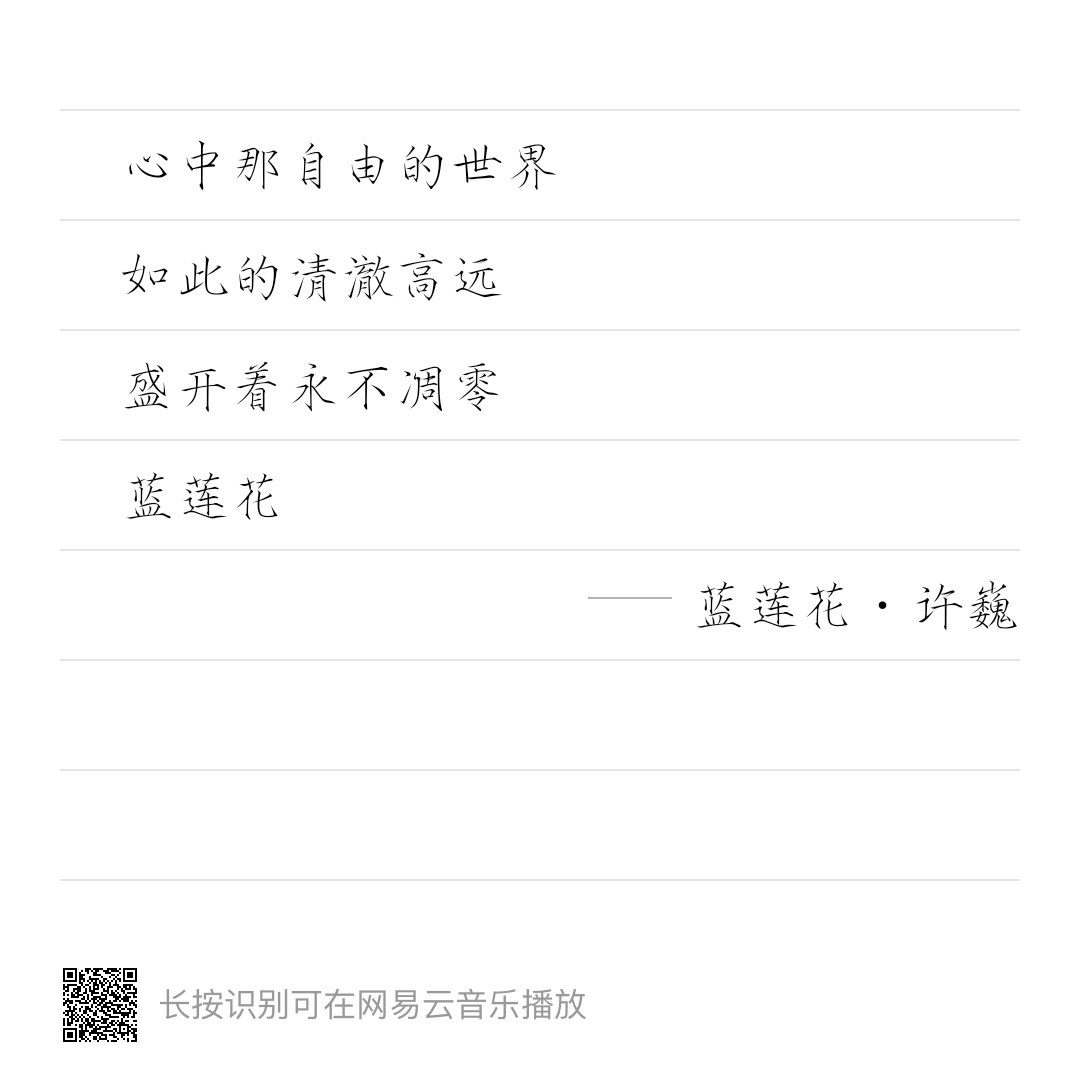 心中那自由的世界
如此的清澈高远
盛开着永不凋零
蓝莲花
—— 蓝莲花·许巍
长按识别可在网易云音乐播放